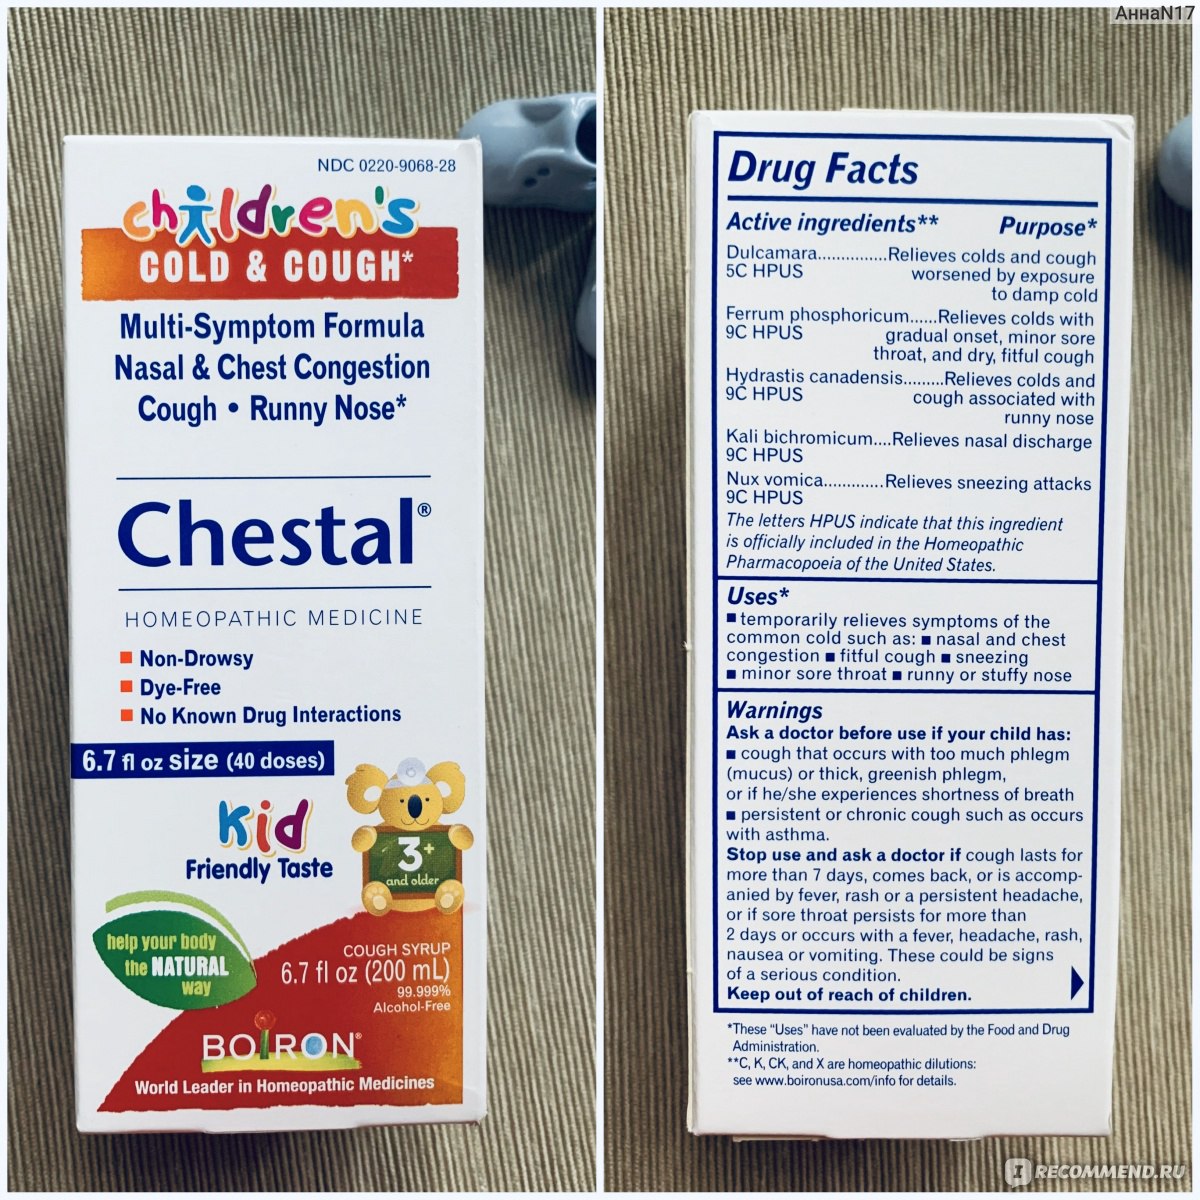 NDC 0220-9068-28
children's
COLD & COUGH*
Multi-Symptom Formula
Nasal & Chest Congestion
Cough • Runny Nose*
Chestal®
HOMEOPATHIC MEDICINE
■ Non-Drowsy
■ Dye-Free
■ No Known Drug Interactions
6.7 fl oz size (40 doses)
Kid
Friendly Taste
3+
and older
help your body
the NATURAL
way
COUGH SYRUP
6.7 fl oz (200 mL)
99.999%
Alcohol-Free
BOIRON®
World Leader in Homeopathic Medicines
АннаN17
Drug Facts
Active ingredients** Purpose*
Dulcamara...............Relieves colds and cough
5C HPUS worsened by exposure
to damp cold
Ferrum phosphoricum......Relieves colds with
9C HPUS gradual onset, minor sore
throat, and dry, fitful cough
Hydrastis canadensis.........Relieves colds and
9C HPUS cough associated with
runny nose
Kali bichromicum....Relieves nasal discharge
9C HPUS
Nux vomica.............Relieves sneezing attacks
9C HPUS
The letters HPUS indicate that this ingredient
is officially included in the Homeopathic
Pharmacopoeia of the United States.
Uses*
■ temporarily relieves symptoms of the
common cold such as: ■ nasal and chest
congestion ■ fitful cough ■ sneezing
■ minor sore throat ■ runny or stuffy nose
Warnings
Ask a doctor before use if your child has:
■ cough that occurs with too much phlegm
(mucus) or thick, greenish phlegm,
or if he/she experiences shortness of breath
■ persistent or chronic cough such as occurs
with asthma.
Stop use and ask a doctor if cough lasts for
more than 7 days, comes back, or is accomp-
anied by fever, rash or a persistent headache,
or if sore throat persists for more than
2 days or occurs with a fever, headache, rash,
nausea or vomiting. These could be signs
of a serious condition.
Keep out of reach of children.
*These "Uses" have not been evaluated by the Food and Drug
Administration.
**C, K, CK, and X are homeopathic dilutions:
see www.boironusa.com/info for details.
IRECOMMEND.RU